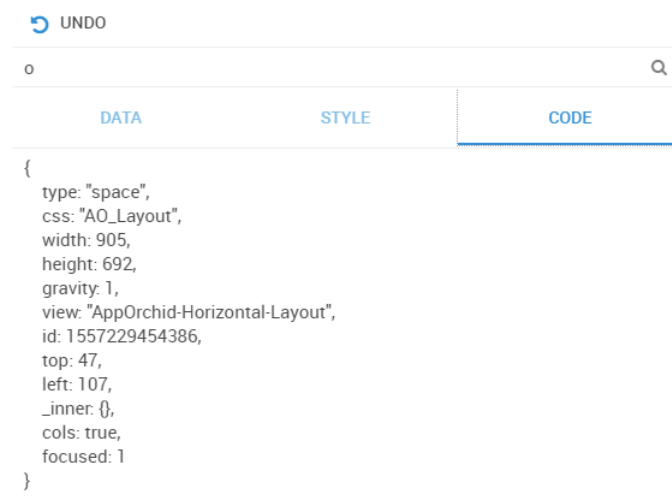 UNDO
o
DATA STYLE CODE
{
type: "space",
css: "AO_Layout",
width: 905,
height: 692,
gravity: 1,
view: "AppOrchid-Horizontal-Layout",
id: 1557229454386,
top: 47,
left: 107,
_inner: {},
cols: true,
focused: 1
}